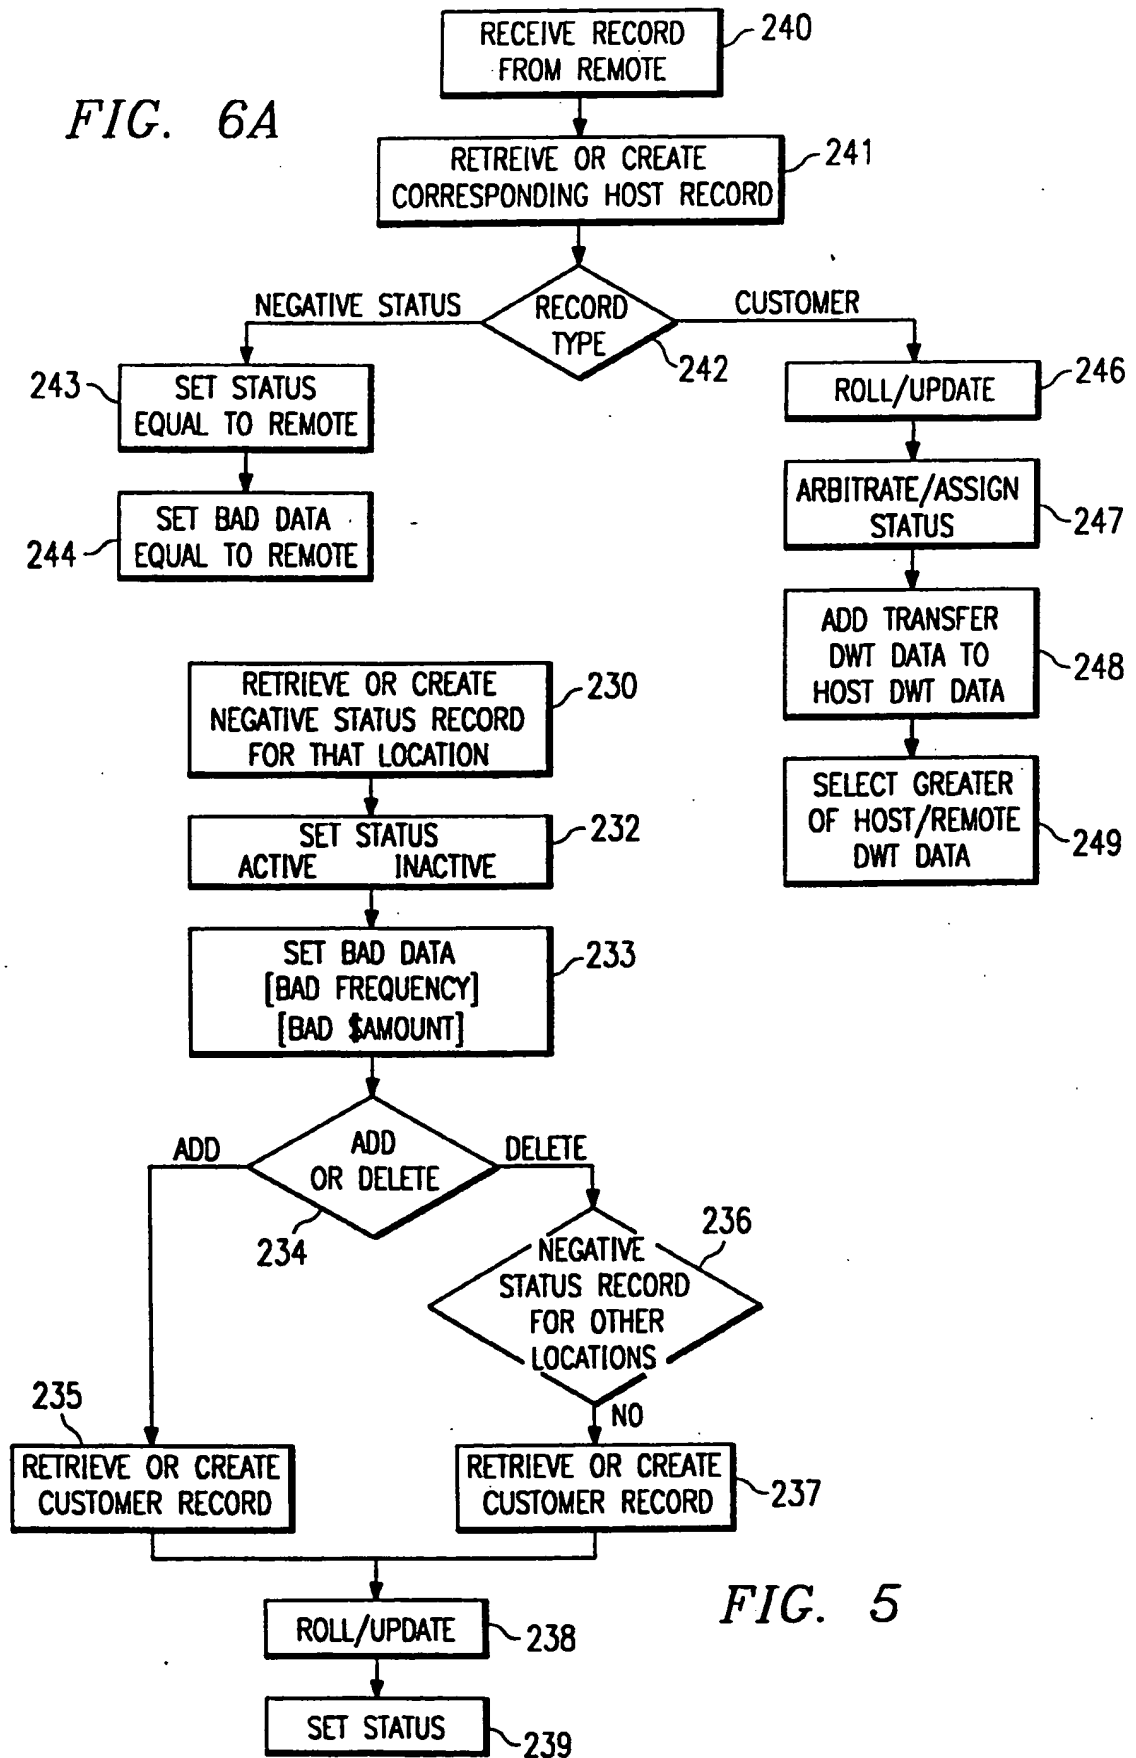 RECEIVE RECORD
FROM REMOTE
240
FIG. 6A
RETREIVE OR CREATE
CORRESPONDING HOST RECORD
241
NEGATIVE STATUS
RECORD
TYPE
242
CUSTOMER
243
SET STATUS
EQUAL TO REMOTE
244
SET BAD DATA
EQUAL TO REMOTE
ROLL/UPDATE
246
ARBITRATE/ASSIGN
STATUS
247
ADD TRANSFER
DWT DATA TO
HOST DWT DATA
248
SELECT GREATER
OF HOST/REMOTE
DWT DATA
249
RETRIEVE OR CREATE
NEGATIVE STATUS RECORD
FOR THAT LOCATION
230
SET STATUS
ACTIVE INACTIVE
232
SET BAD DATA
[BAD FREQUENCY]
[BAD $AMOUNT]
233
ADD
ADD
OR DELETE
234
DELETE
NEGATIVE
STATUS RECORD
FOR OTHER
LOCATIONS
236
NO
235
RETRIEVE OR CREATE
CUSTOMER RECORD
RETRIEVE OR CREATE
CUSTOMER RECORD
237
ROLL/UPDATE
238
SET STATUS
239
FIG. 5